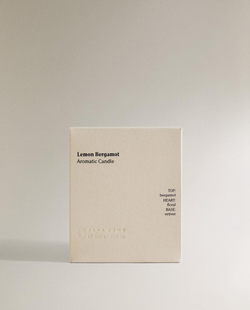 Lemon Bergamot
Aromatic Candle
TOP:
bergamot
HEART:
floral
BASE:
vetiver